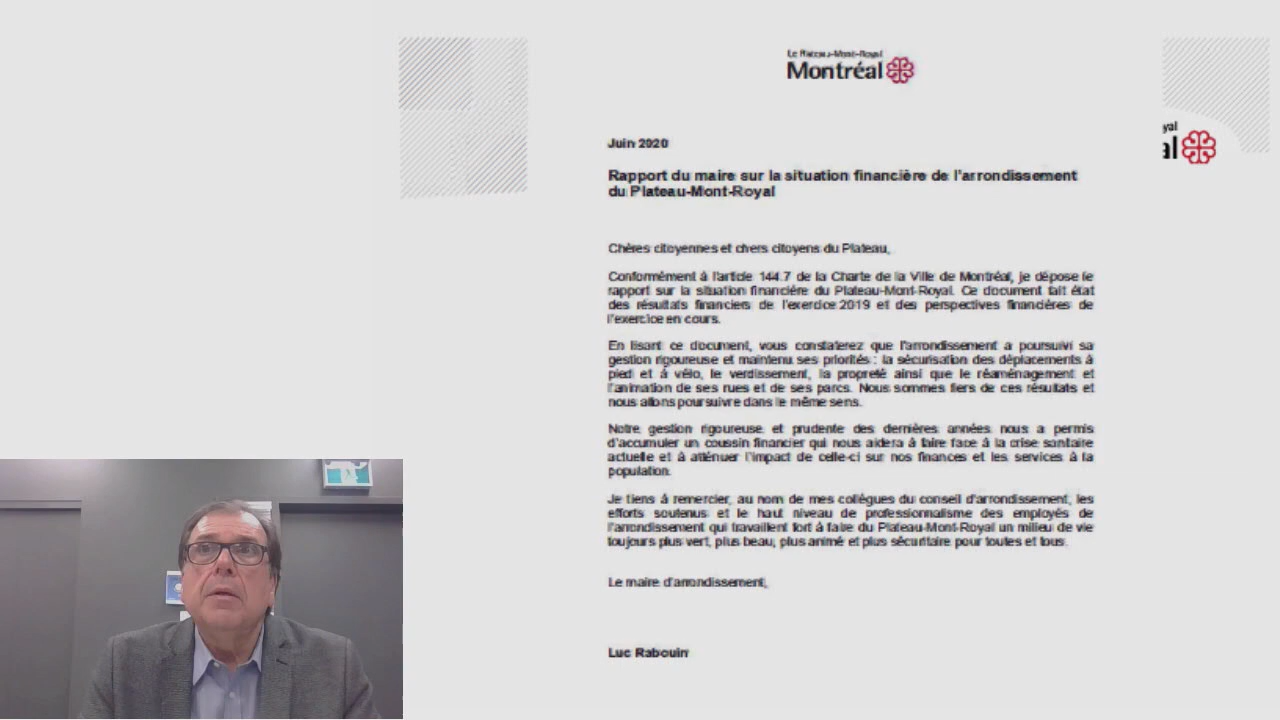 Le Plateau-Mont-Royal
Montréal
yal
al
Juin 2020
Rapport du maire sur la situation financière de l'arrondissement
du Plateau-Mont-Royal
Chères citoyennes et chers citoyens du Plateau,
Conformément à l'article 144.7 de la Charte de la Ville de Montréal, je dépose le
rapport sur la situation financière du Plateau-Mont-Royal. Ce document fait état
des résultats financiers de l'exercice 2019 et des perspectives financières de
l'exercice en cours.
En lisant ce document, vous constaterez que l'arrondissement a poursuivi sa
gestion rigoureuse et maintenu ses priorités : la sécurisation des déplacements à
pied et à vélo, le verdissement, la propreté ainsi que le réaménagement et
l'animation de ses rues et de ses parcs. Nous sommes fiers de ces résultats et
nous allons poursuivre dans le même sens.
Notre gestion rigoureuse et prudente des dernières années nous a permis
d'accumuler un coussin financier qui nous aidera à faire face à la crise sanitaire
actuelle et à atténuer l'impact de celle-ci sur nos finances et les services à la
population.
Je tiens à remercier, au nom de mes collègues du conseil d'arrondissement, les
efforts soutenus et le haut niveau de professionnalisme des employés de
l'arrondissement qui travaillent fort à faire du Plateau-Mont-Royal un milieu de vie
toujours plus vert, plus beau, plus animé et plus sécuritaire pour toutes et tous.
Le maire d'arrondissement,
Luc Rabouin